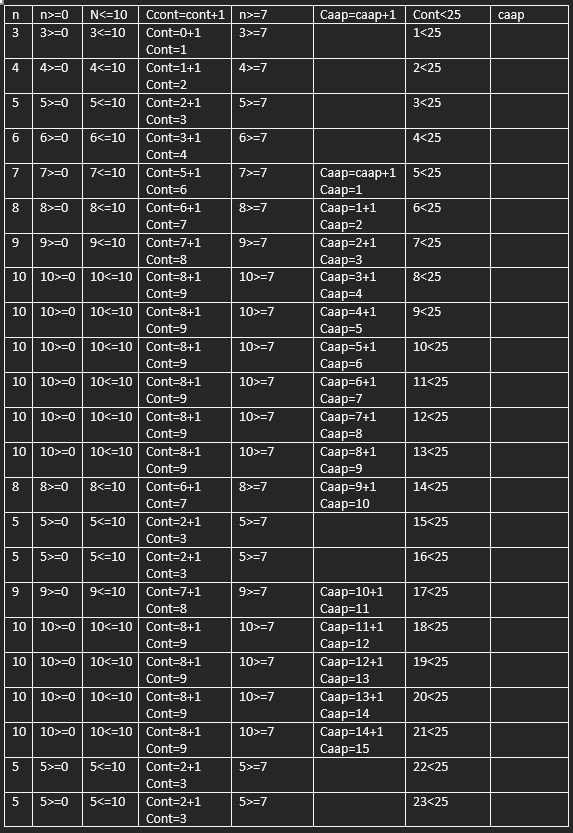 n n>=0 N<=10 Ccont=cont+1 n>=7 Caap=caap+1 Cont<25 caap
3 3>=0 3<=10 Cont=0+1 3>=7 1<25
Cont=1
4 4>=0 4<=10 Cont=1+1 4>=7 2<25
Cont=2
5 5>=0 5<=10 Cont=2+1 5>=7 3<25
Cont=3
6 6>=0 6<=10 Cont=3+1 6>=7 4<25
Cont=4
7 7>=0 7<=10 Cont=5+1 7>=7 Caap=caap+1 5<25
Cont=6 Caap=1
8 8>=0 8<=10 Cont=6+1 8>=7 Caap=1+1 6<25
Cont=7 Caap=2
9 9>=0 9<=10 Cont=7+1 9>=7 Caap=2+1 7<25
Cont=8 Caap=3
10 10>=0 10<=10 Cont=8+1 10>=7 Caap=3+1 8<25
Cont=9 Caap=4
10 10>=0 10<=10 Cont=8+1 10>=7 Caap=4+1 9<25
Cont=9 Caap=5
10 10>=0 10<=10 Cont=8+1 10>=7 Caap=5+1 10<25
Cont=9 Caap=6
10 10>=0 10<=10 Cont=8+1 10>=7 Caap=6+1 11<25
Cont=9 Caap=7
10 10>=0 10<=10 Cont=8+1 10>=7 Caap=7+1 12<25
Cont=9 Caap=8
10 10>=0 10<=10 Cont=8+1 10>=7 Caap=8+1 13<25
Cont=9 Caap=9
8 8>=0 8<=10 Cont=6+1 8>=7 Caap=9+1 14<25
Cont=7 Caap=10
5 5>=0 5<=10 Cont=2+1 5>=7 15<25
Cont=3
5 5>=0 5<=10 Cont=2+1 5>=7 16<25
Cont=3
9 9>=0 9<=10 Cont=7+1 9>=7 Caap=10+1 17<25
Cont=8 Caap=11
10 10>=0 10<=10 Cont=8+1 10>=7 Caap=11+1 18<25
Cont=9 Caap=12
10 10>=0 10<=10 Cont=8+1 10>=7 Caap=12+1 19<25
Cont=9 Caap=13
10 10>=0 10<=10 Cont=8+1 10>=7 Caap=13+1 20<25
Cont=9 Caap=14
10 10>=0 10<=10 Cont=8+1 10>=7 Caap=14+1 21<25
Cont=9 Caap=15
5 5>=0 5<=10 Cont=2+1 5>=7 22<25
Cont=3
5 5>=0 5<=10 Cont=2+1 5>=7 23<25
Cont=3